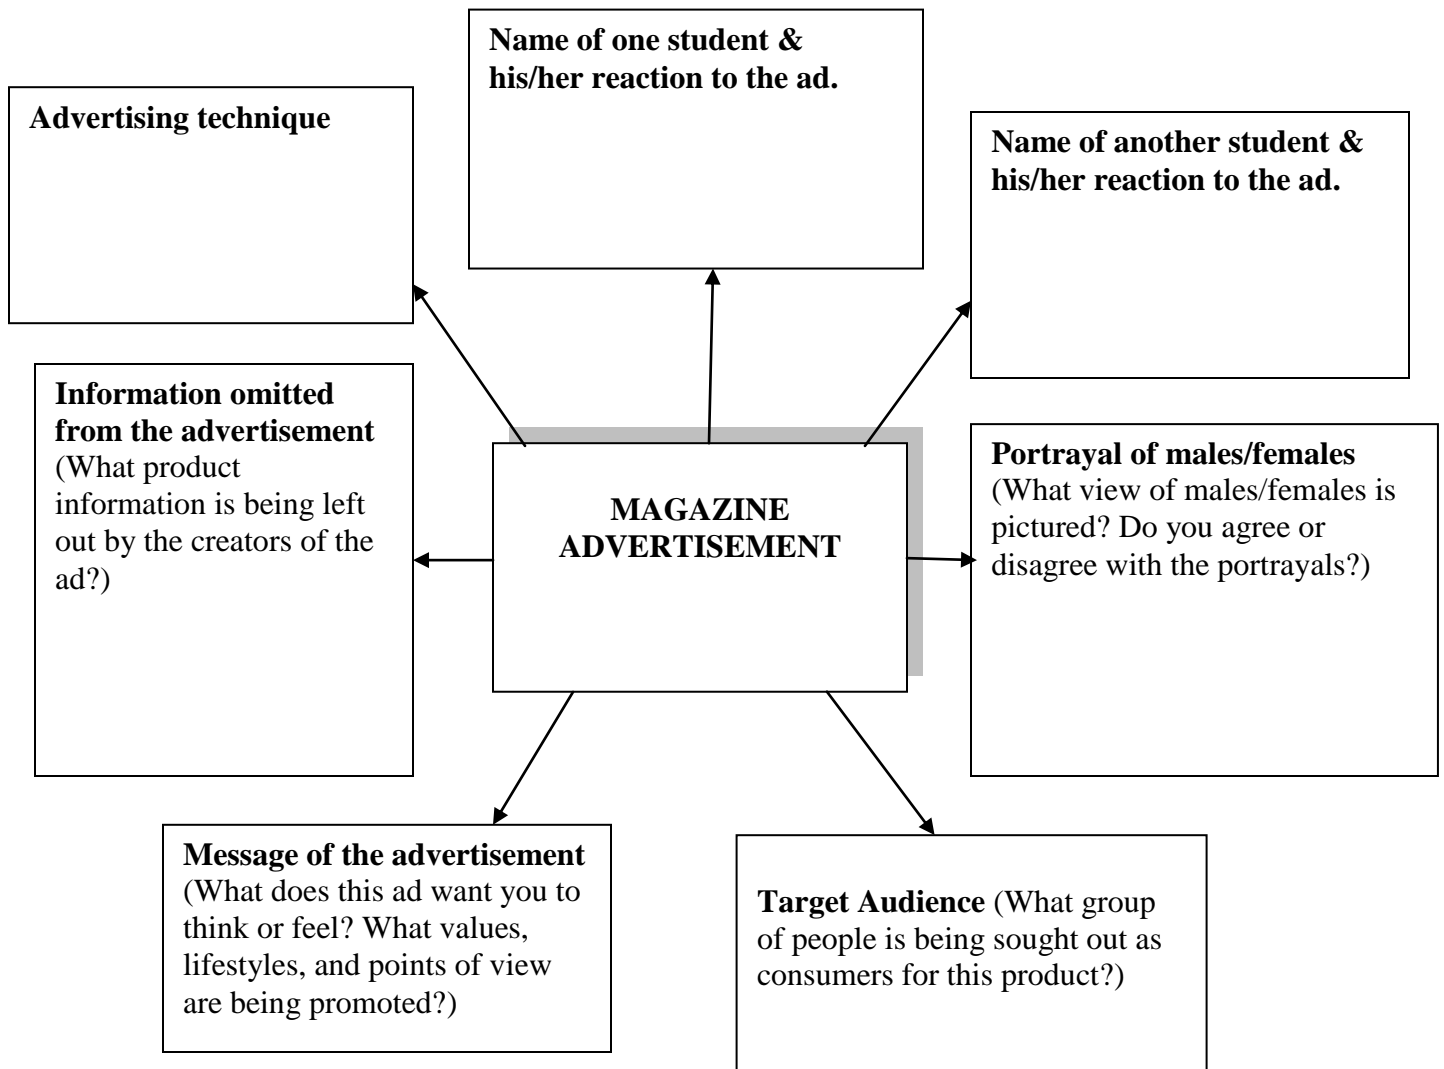 Name of one student &
his/her reaction to the ad.
Advertising technique
Name of another student &
his/her reaction to the ad.
Information omitted
from the advertisement
(What product
information is being left
out by the creators of the
ad?)
MAGAZINE
ADVERTISEMENT
Portrayal of males/females
(What view of males/females is
pictured? Do you agree or
disagree with the portrayals?)
Message of the advertisement
(What does this ad want you to
think or feel? What values,
lifestyles, and points of view
are being promoted?)
Target Audience (What group
of people is being sought out as
consumers for this product?)